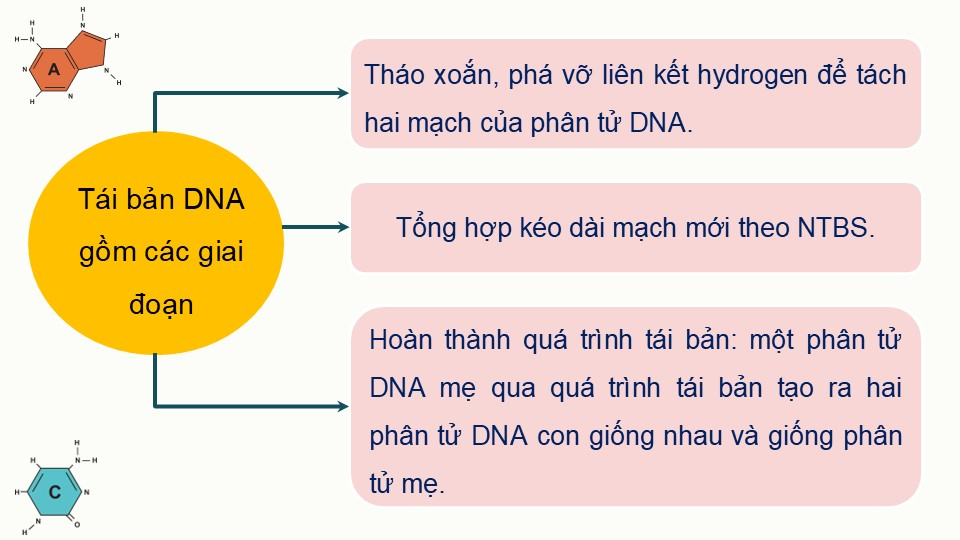 Tái bản DNA
gồm các giai
đoạn
Tháo xoắn, phá vỡ liên kết hydrogen để tách
hai mạch của phân tử DNA.
Tổng hợp kéo dài mạch mới theo NTBS.
Hoàn thành quá trình tái bản: một phân tử
DNA mẹ qua quá trình tái bản tạo ra hai
phân tử DNA con giống nhau và giống phân
tử mẹ.
H
H
N
H
N
H
A
N
N
H
N
H
H
H
N
H
H
H
C
N
N
H
O